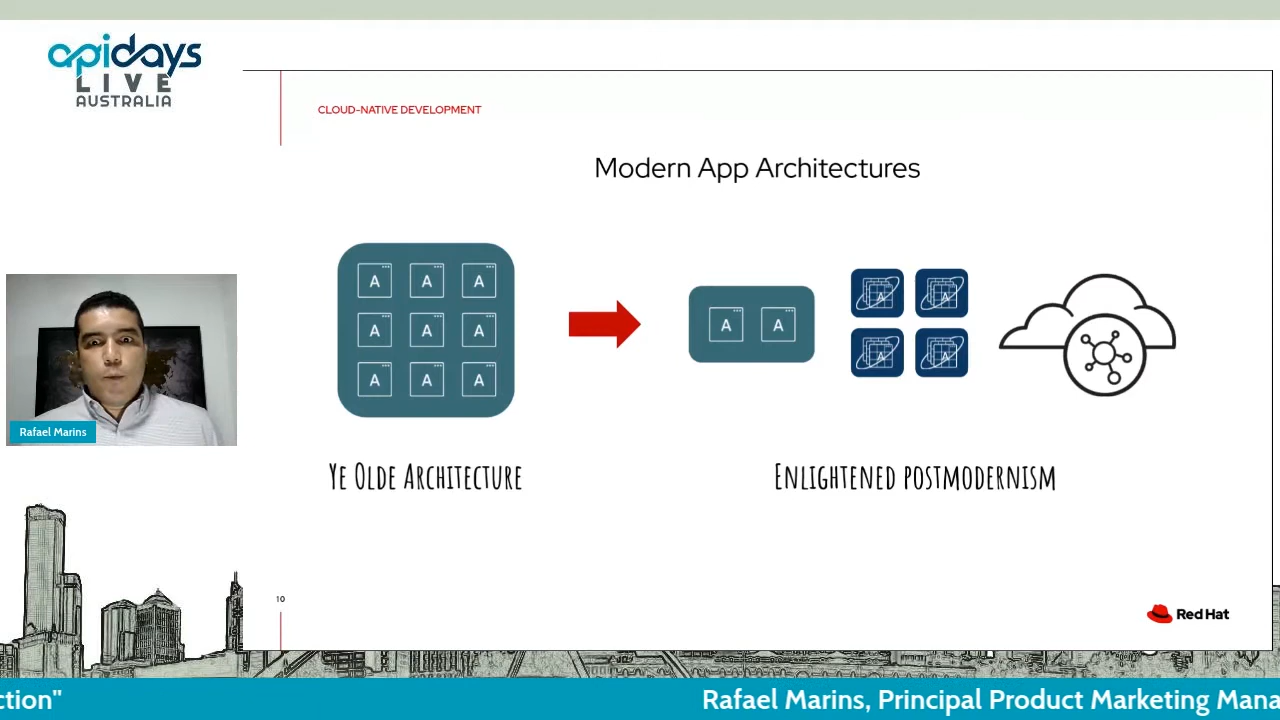 apidays
LIVE
AUSTRALIA
CLOUD-NATIVE DEVELOPMENT
Modern App Architectures
A A A
A A A
A A A
A A
A A
A A
Ye Olde Architecture
Enlightened postmodernism
Rafael Marins
10
Red Hat
ction" Rafael Marins, Principal Product Marketing Mana